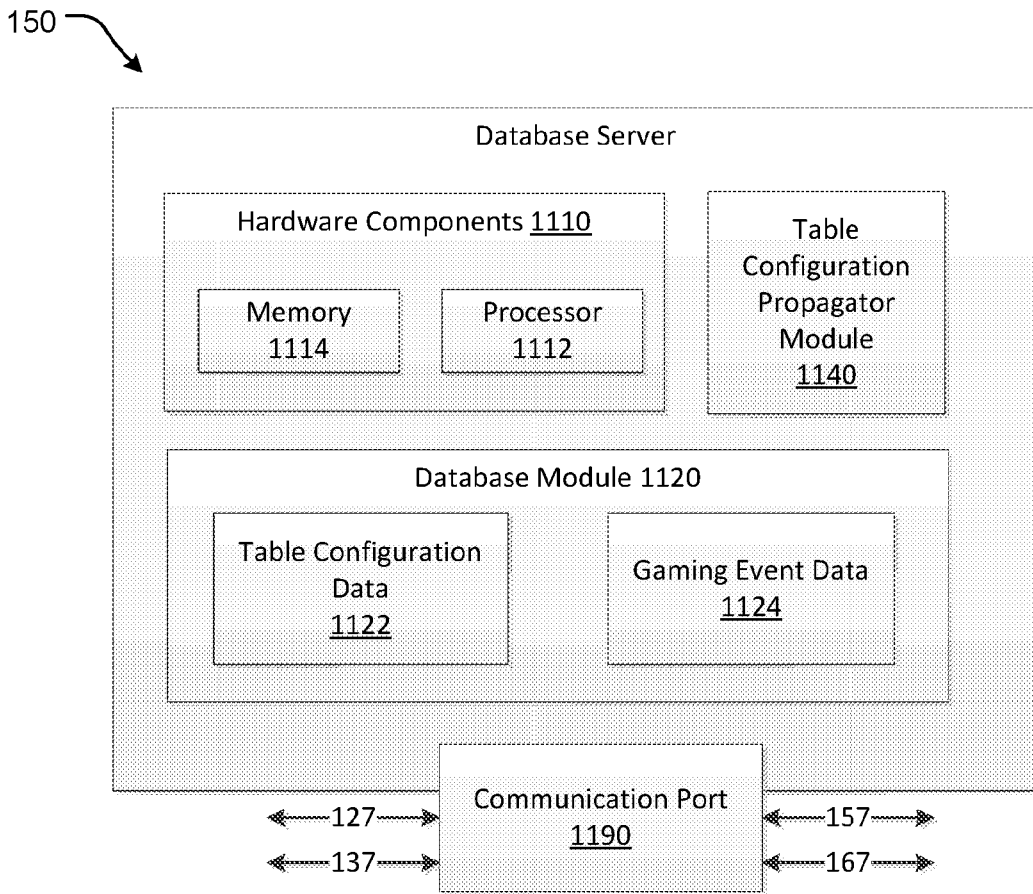 150
Database Server
Hardware Components 1110
Memory
1114
Processor
1112
Table
Configuration
Propagator
Module
1140
Database Module 1120
Table Configuration
Data
1122
Gaming Event Data
1124
Communication Port
1190
127
137
157
167